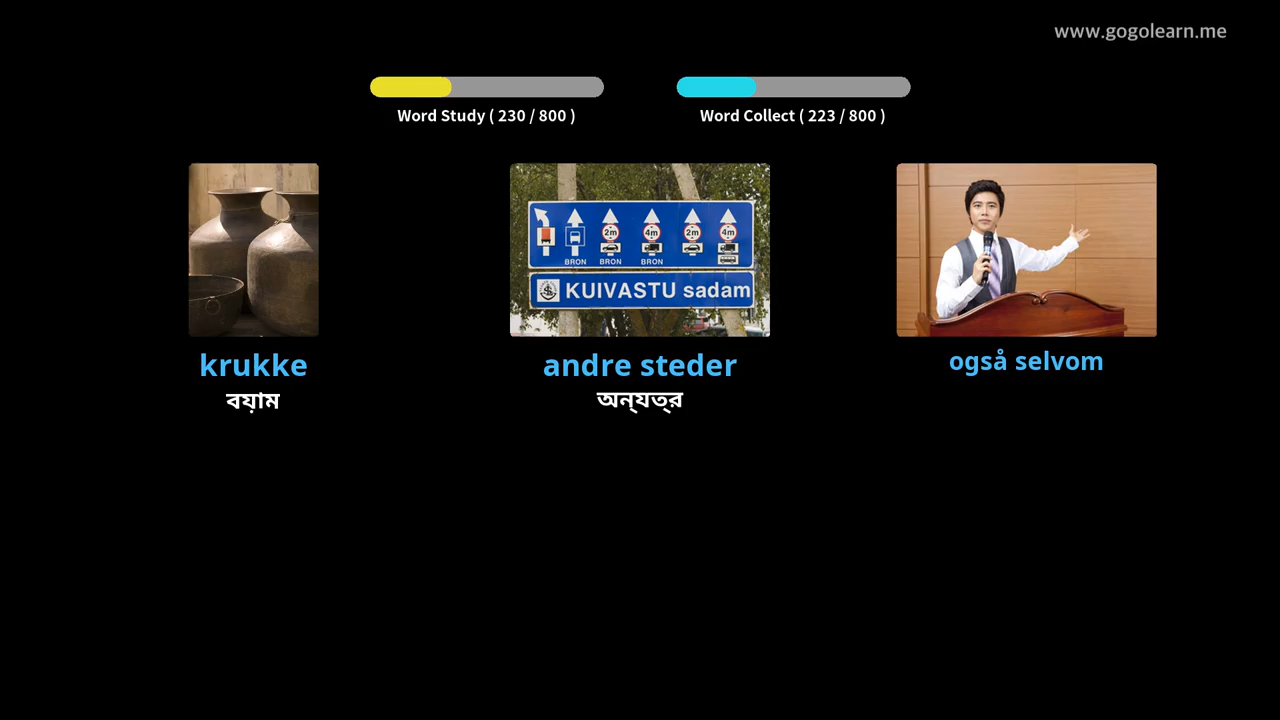 www.gogolearn.me
Word Study ( 230 / 800 )
Word Collect ( 223 / 800 )
2m
4m
2m
4m
BRON
BRON
BRON
KUIVASTU sadam
krukke
বয়াম
andre steder
অন্যত্র
også selvom